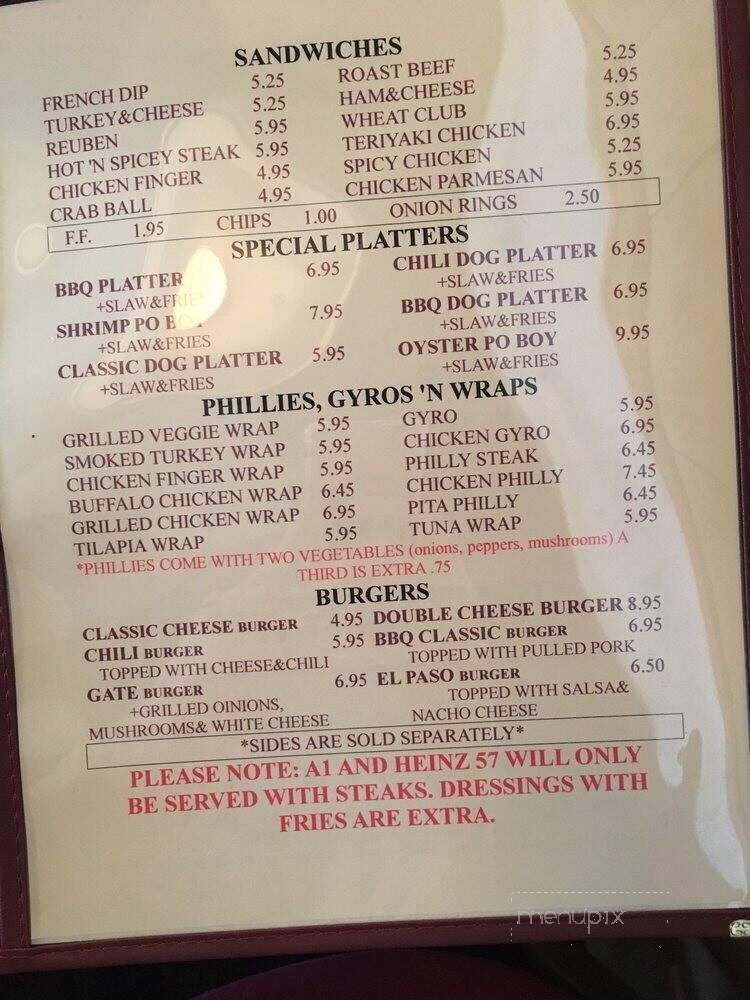 SANDWICHES
FRENCH DIP 5.25 ROAST BEEF 5.25
TURKEY&CHEESE 5.25 HAM&CHEESE 4.95
REUBEN 5.95 WHEAT CLUB 5.95
HOT 'N SPICEY STEAK 5.95 TERIYAKI CHICKEN 6.95
CHICKEN FINGER 4.95 SPICY CHICKEN 5.25
CRAB BALL 4.95 CHICKEN PARMESAN 5.95
F.F. 1.95 CHIPS 1.00 ONION RINGS 2.50
SPECIAL PLATTERS
BBQ PLATTER 6.95 CHILI DOG PLATTER 6.95
+SLAW&FRIES +SLAW&FRIES
SHRIMP PO BOY 7.95 BBQ DOG PLATTER 6.95
+SLAW&FRIES +SLAW&FRIES
CLASSIC DOG PLATTER 5.95 OYSTER PO BOY 9.95
+SLAW&FRIES +SLAW&FRIES
PHILLIES, GYROS 'N WRAPS
GRILLED VEGGIE WRAP 5.95 GYRO 5.95
SMOKED TURKEY WRAP 5.95 CHICKEN GYRO 6.95
CHICKEN FINGER WRAP 5.95 PHILLY STEAK 6.45
BUFFALO CHICKEN WRAP 6.45 CHICKEN PHILLY 7.45
GRILLED CHICKEN WRAP 6.95 PITA PHILLY 6.45
TILAPIA WRAP 5.95 TUNA WRAP 5.95
*PHILLIES COME WITH TWO VEGETABLES (onions, peppers, mushrooms) A
THIRD IS EXTRA .75
BURGERS
CLASSIC CHEESE BURGER 4.95 DOUBLE CHEESE BURGER 8.95
CHILI BURGER 5.95 BBQ CLASSIC BURGER 6.95
TOPPED WITH CHEESE&CHILI TOPPED WITH PULLED PORK
GATE BURGER 6.95 EL PASO BURGER 6.50
+GRILLED OINIONS, TOPPED WITH SALSA&
MUSHROOMS& WHITE CHEESE NACHO CHEESE
*SIDES ARE SOLD SEPARATELY*
PLEASE NOTE: A1 AND HEINZ 57 WILL ONLY
BE SERVED WITH STEAKS. DRESSINGS WITH
FRIES ARE EXTRA.
menupix